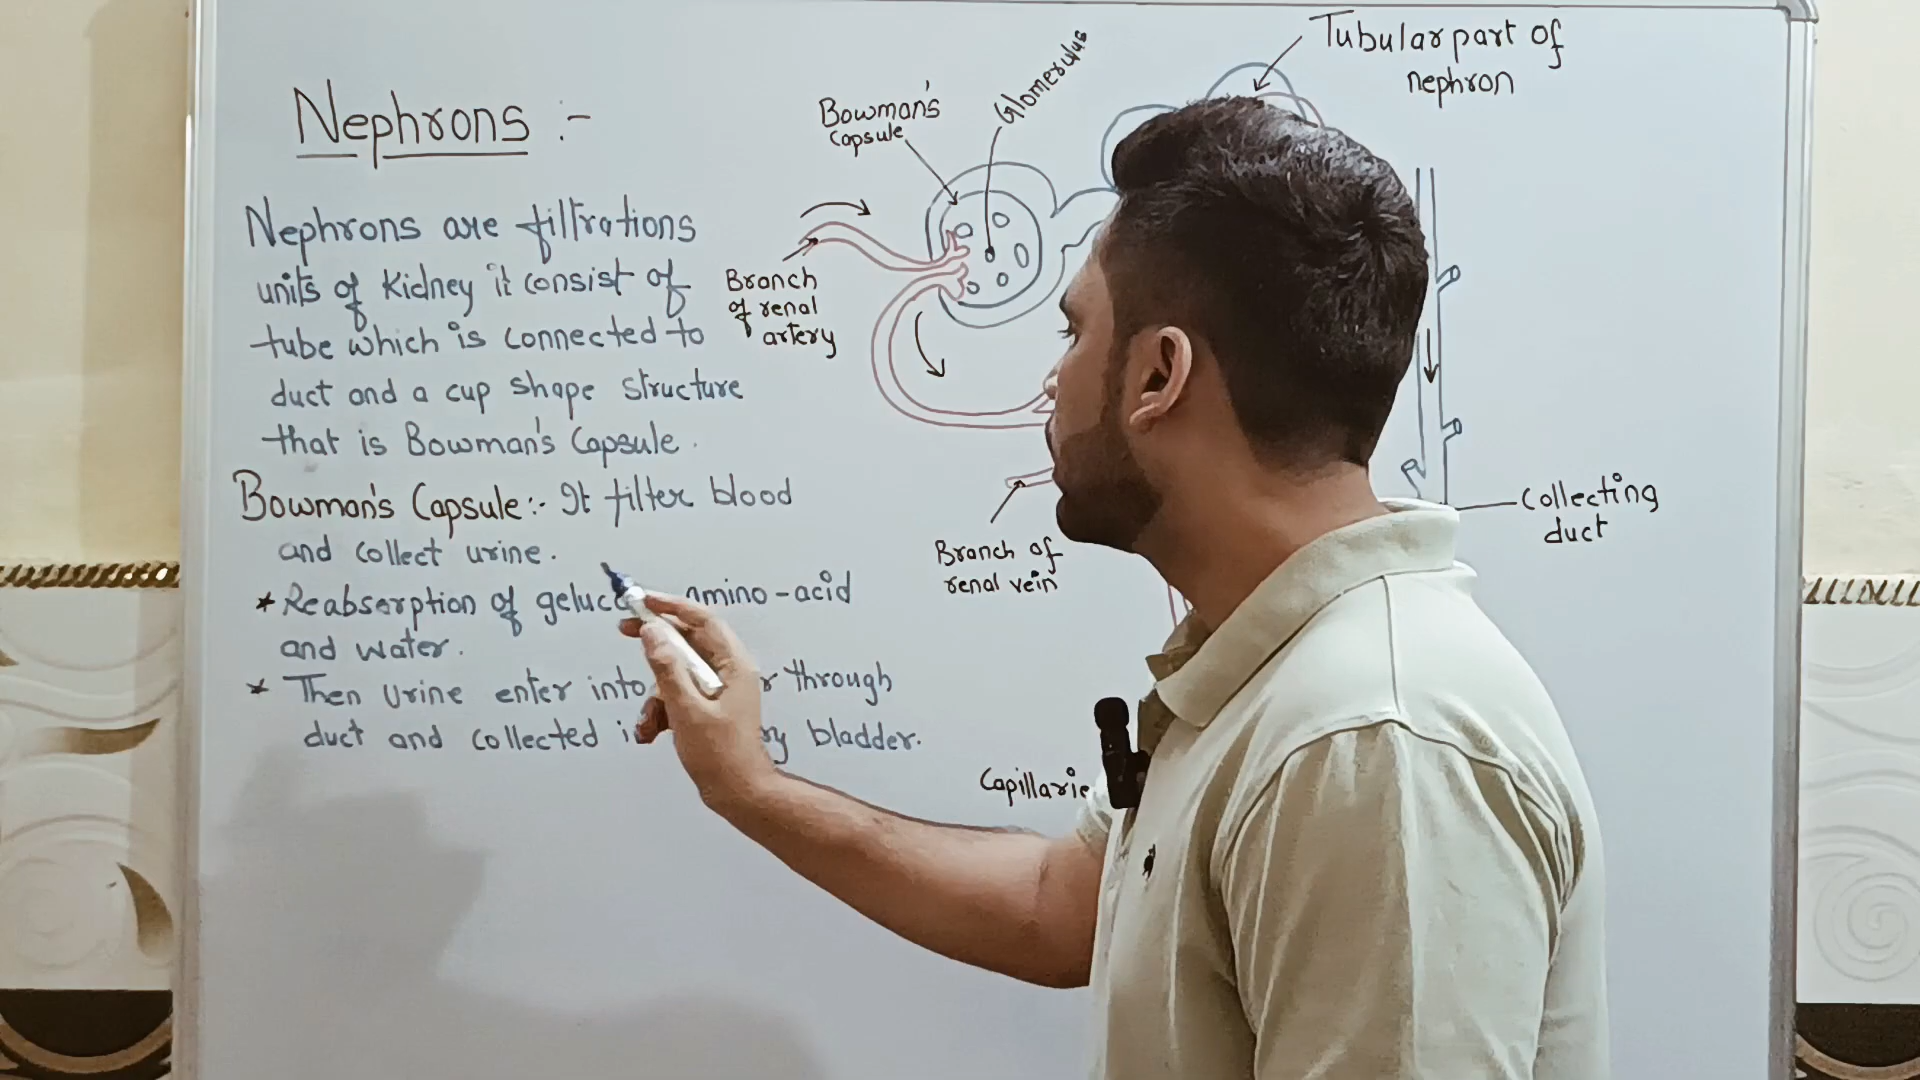 Nephrons :-
Nephrons are filtrations
units of Kidney it consist of
tube which is connected to
duct and a cup shape structure
that is Bowman's Capsule.
Bowman's Capsule:- It filter blood
and collect urine.
* Reabsorption of amino-acid
and water.
* Then Urine enter into through
duct and collected bladder.
Bowman's
Capsule
Glomerulus
Tubular part of
nephron
Branch
of renal
artery
Branch of
renal vein
Collecting
duct